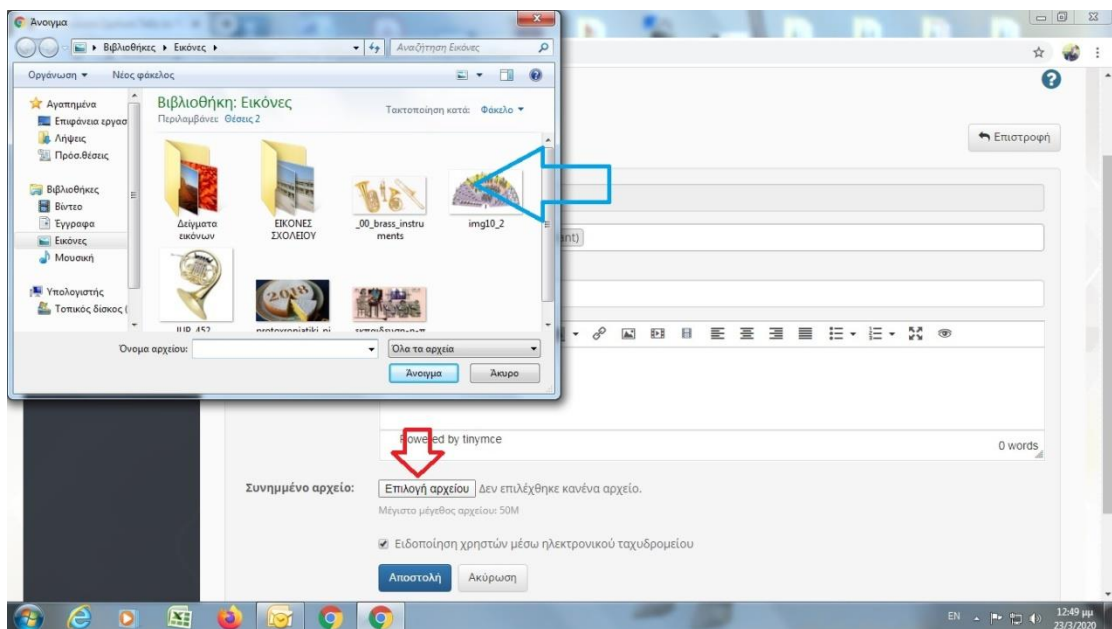 Άνοιγμα
Βιβλιοθήκες ▸ Εικόνες ▸
Αναζήτηση Εικόνες
Οργάνωση
Νέος φάκελος
Αγαπημένα
Επιφάνεια εργασ
Λήψεις
Πρόσ.θέσεις
Βιβλιοθήκες
Βίντεο
Έγγραφα
Εικόνες
Μουσική
Υπολογιστής
Τοπικός δίσκος (
Βιβλιοθήκη: Εικόνες
Περιλαμβάνει: Θέσεις 2
Τακτοποίηση κατά: Φάκελο
Δείγματα εικόνων
ΕΙΚΟΝΕΣ ΣΧΟΛΕΙΟΥ
_00_brass_instru
ments
img10_2
2018
JUP_452
protoxroniatiki_pi
Όνομα αρχείου:
Όλα τα αρχεία
Άνοιγμα
Άκυρο
Επιστροφή
ant)
Powered by tinymce
0 words
Συνημμένο αρχείο:
Επιλογή αρχείου Δεν επιλέχθηκε κανένα αρχείο.
Μέγιστο μέγεθος αρχείου: 50M
Ειδοποίηση χρηστών μέσω ηλεκτρονικού ταχυδρομείου
Αποστολή
Ακύρωση
EN
12:49 μμ
23/3/2020